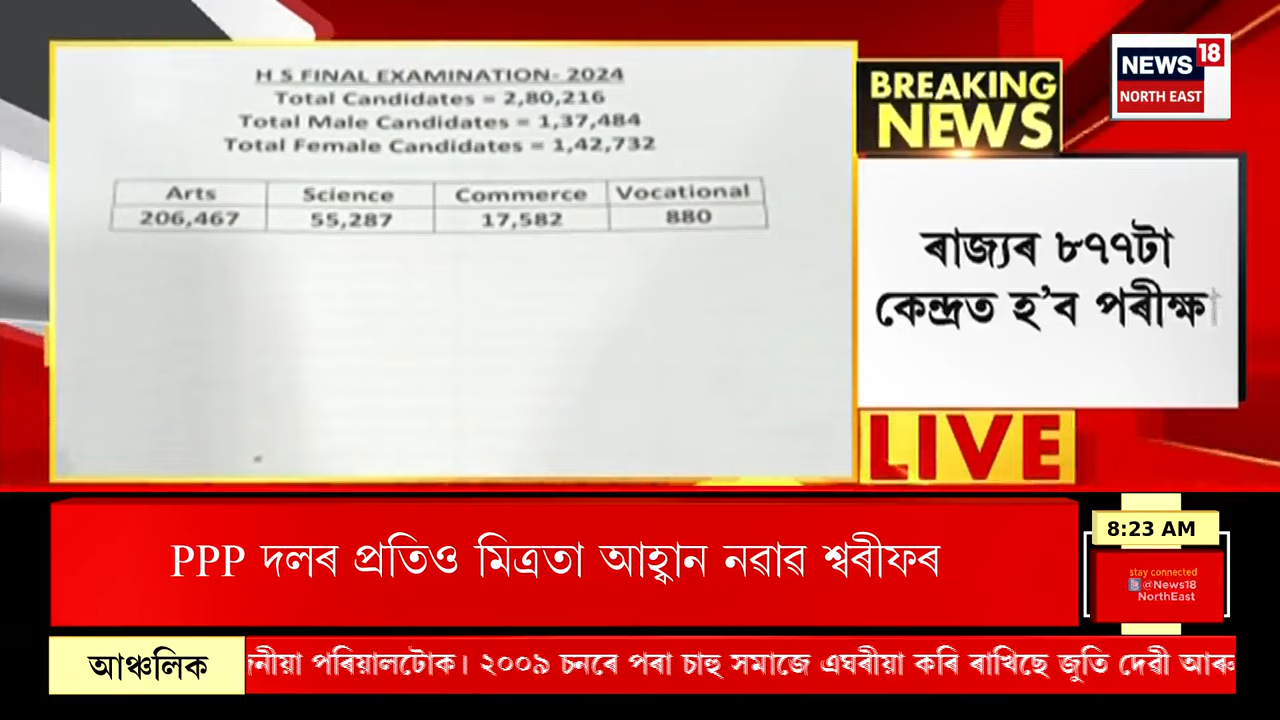 H S FINAL EXAMINATION- 2024
Total Candidates = 2,80,216
Total Male Candidates = 1,37,484
Total Female Candidates = 1,42,732
Arts Science Commerce Vocational
206,467 55,287 17,582 880
BREAKING
NEWS
NEWS 18
NORTH EAST
ৰাজ্যৰ ৮৭৭টা
কেন্দ্ৰত হ'ব পৰীক্ষা
LIVE
PPP দলৰ প্ৰতিও মিত্ৰতা আহ্বান নৱাৱ শ্বৰীফৰ
8:23 AM
stay connected
@News18
NorthEast
আঞ্চলিক
পৰিয়ালটোক। ২০০৯ চনৰে পৰা চাহু সমাজে এঘৰীয়া কৰি ৰাখিছে জুতি দেৱী আৰু